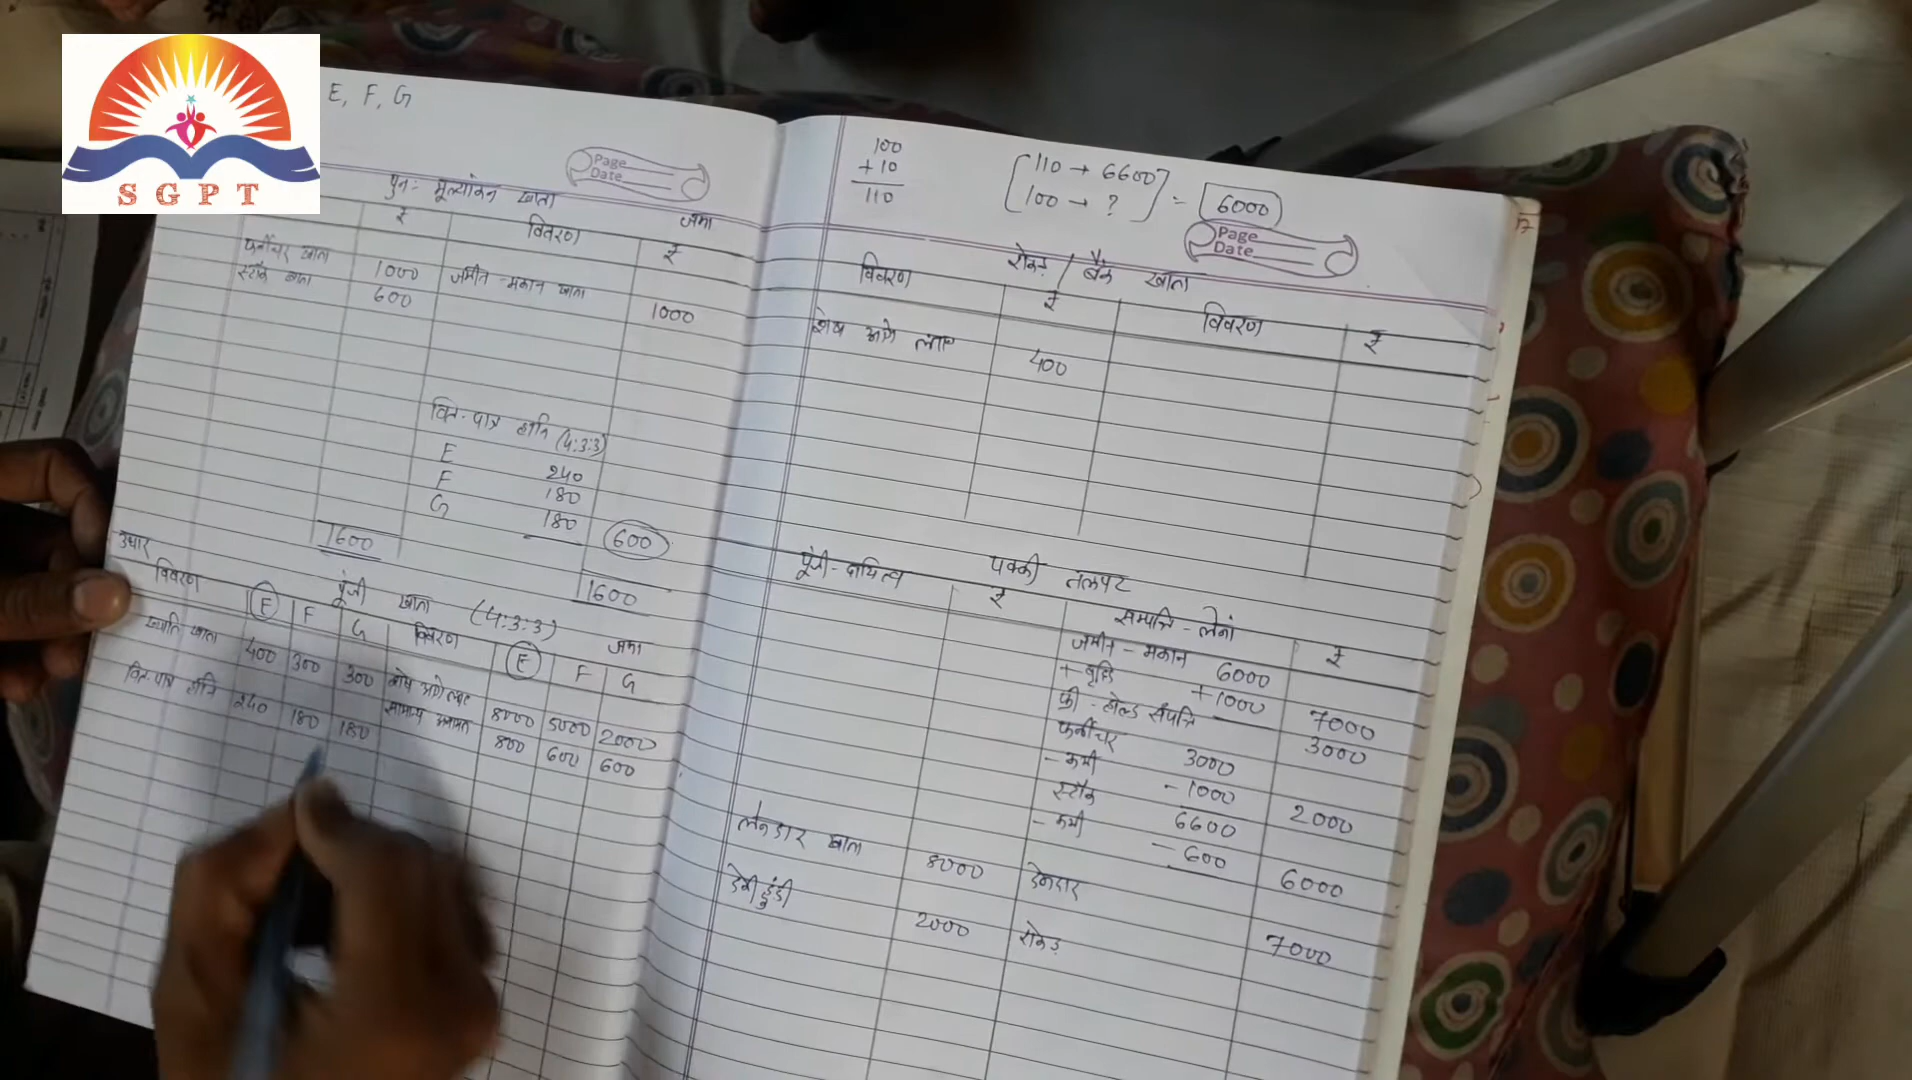 SGPT
E, F, G
Page
Date
पुनः मूल्यांकन खाता
जमा
₹ विवरण ₹
फर्नीचर खाता 1000 जमीन-मकान खाता 1000
स्टॉक खाता 600
हानि (4:3:3)
E 240
F 180
G 180 600
1600 1600
उधार पूंजी खाता (4:3:3) जमा
विवरण E F G विवरण E F G
ख्याति खाता 400 300 300 8000 5000 2000
हानि 240 180 180 सामान्य 800 600 600
100
+10
110
110 → 6600
100 → ? = 6000
Page
Date
17
रोकड़ / बैंक खाता
विवरण ₹ विवरण ₹
शेष आगे लाए 400
पक्की तलपट
पूंजी-दायित्व ₹ सम्पत्ति-लेनां ₹
जमीन-मकान 6000
+ वृद्धि +1000 7000
फ्री-होल्ड संपत्ति 3000
फर्नीचर 3000
- कमी -1000 2000
स्टॉक 6600
- कमी -600 6000
लेनदार खाता 8000 देनदार 7000
देवीहुंडी 2000 रोकड़